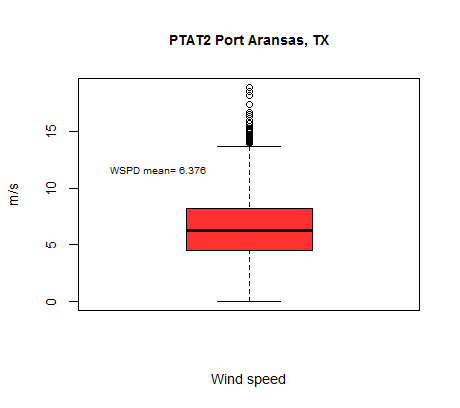 PTAT2 Port Aransas, TX
m/s
15
10
5
0
WSPD mean= 6.376
Wind speed